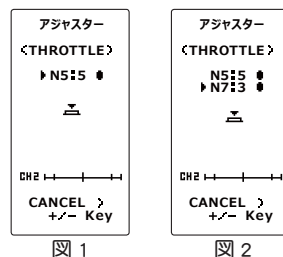 アジャスター
<THROTTLE>
▶N5:5 ●
CH2
CANCEL >
+/- Key
図 1
アジャスター
<THROTTLE>
N5:5 ●
▶N7:3 ●
CH2
CANCEL >
+/- Key
図 2